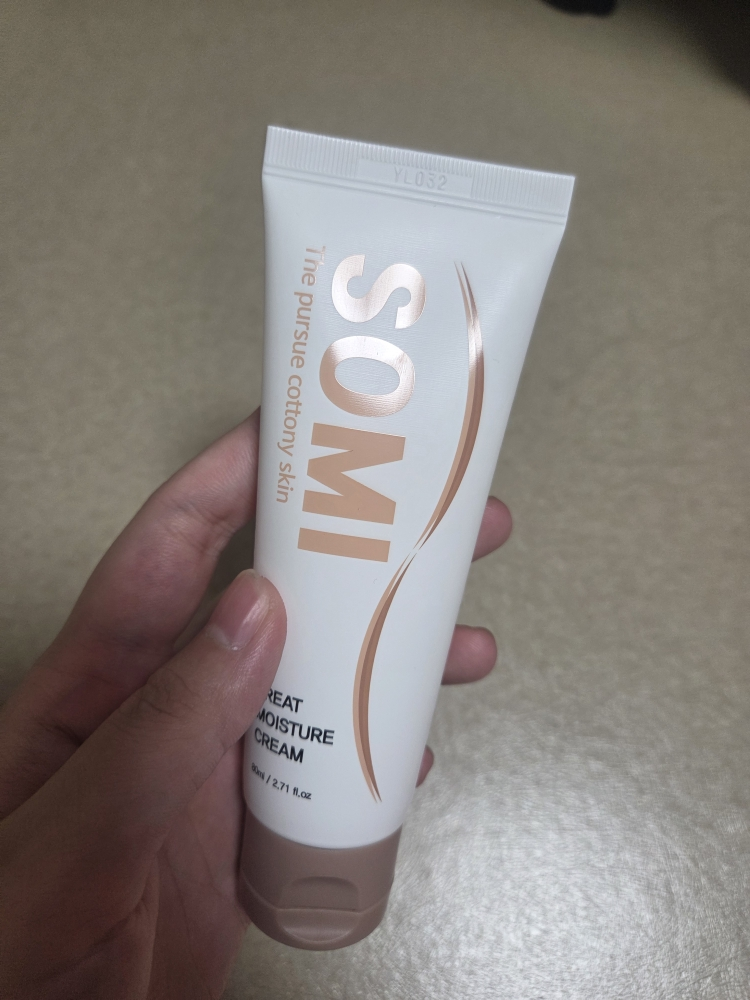 YL032
SOMI
The pursue cottony skin
REAT
MOISTURE
CREAM
80ml / 2.71 fl.oz